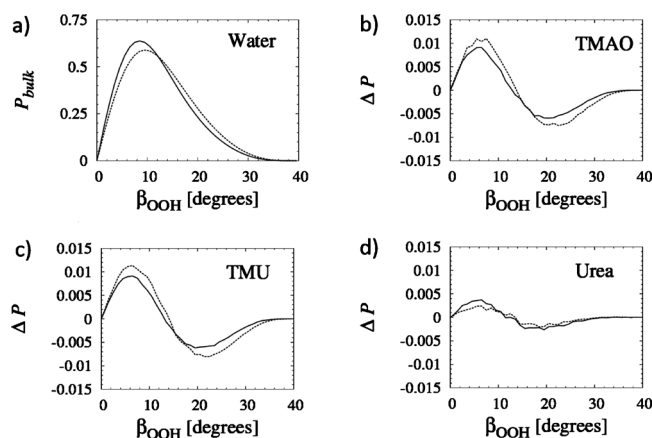 a)
Water
0.75
0.5
0.25
0
P_bulk
0 10 20 30 40
β_OOH [degrees]
b)
TMAO
0.015
0.01
0.005
0
-0.005
-0.01
-0.015
Δ P
0 10 20 30 40
β_OOH [degrees]
c)
TMU
0.015
0.01
0.005
0
-0.005
-0.01
-0.015
Δ P
0 10 20 30 40
β_OOH [degrees]
d)
Urea
0.015
0.01
0.005
0
-0.005
-0.01
-0.015
Δ P
0 10 20 30 40
β_OOH [degrees]